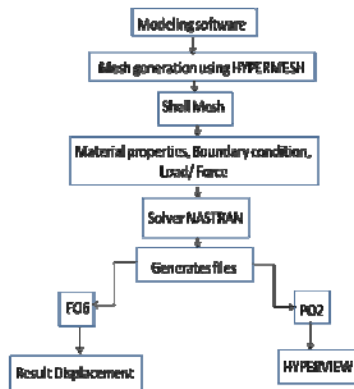 Modeling software
Mesh generation using HYPERMESH
Shell Mesh
Material properties, Boundary condition,
Load/ Force
Solver NASTRAN
Generates files
FO6
PO2
Result Displacement
HYPERVIEW